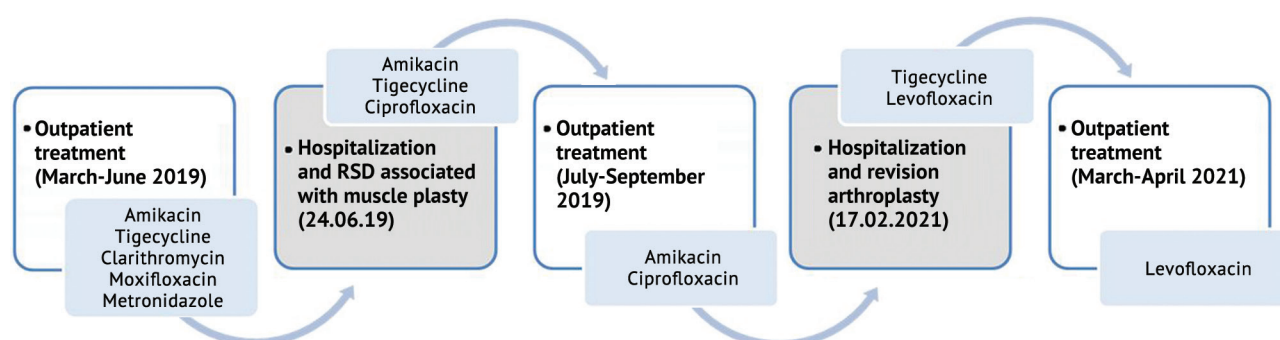 • Outpatient
treatment
(March-June 2019)
Amikacin
Tigecycline
Clarithromycin
Moxifloxacin
Metronidazole
• Hospitalization
and RSD associated
with muscle plasty
(24.06.19)
Amikacin
Tigecycline
Ciprofloxacin
• Outpatient
treatment
(July-September
2019)
Amikacin
Ciprofloxacin
• Hospitalization
and revision
arthroplasty
(17.02.2021)
Tigecycline
Levofloxacin
• Outpatient
treatment
(March-April 2021)
Levofloxacin